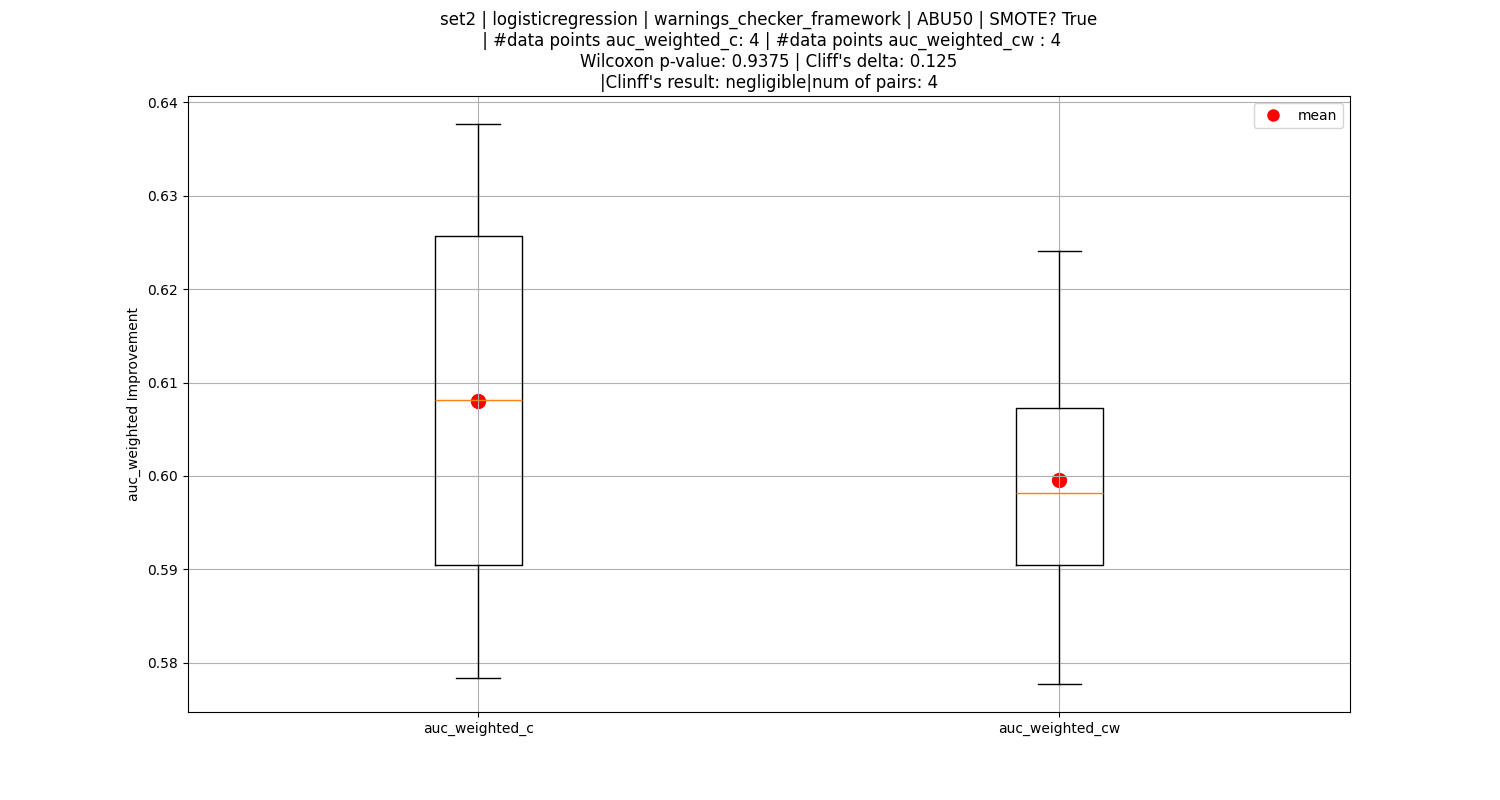 set2 | logisticregression | warnings_checker_framework | ABU50 | SMOTE? True
| #data points auc_weighted_c: 4 | #data points auc_weighted_cw : 4
Wilcoxon p-value: 0.9375 | Cliff's delta: 0.125
|Clinff's result: negligible|num of pairs: 4
mean
auc_weighted Improvement
0.64
0.63
0.62
0.61
0.60
0.59
0.58
auc_weighted_c
auc_weighted_cw